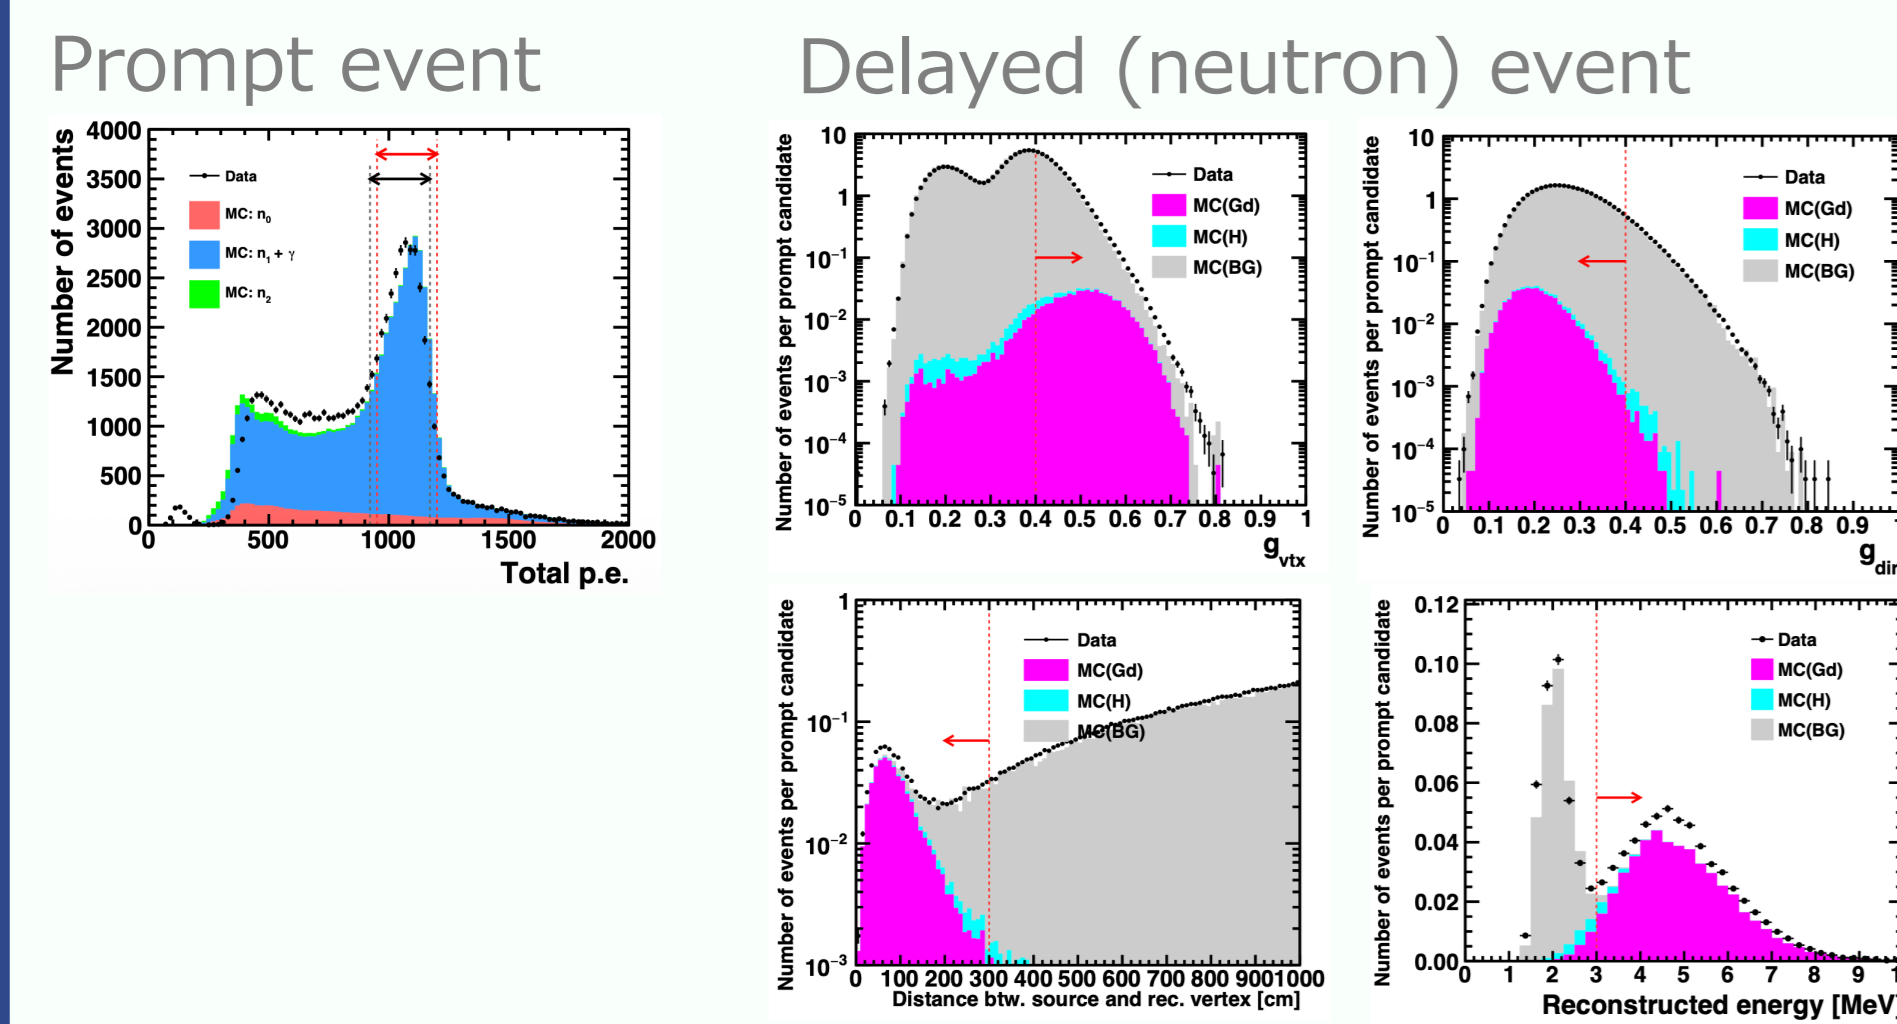 Prompt event
Delayed (neutron) event
Number of events
4000
3500
3000
2500
2000
1500
1000
500
0
Data
MC: n0
MC: n1 + γ
MC: n2
0 500 1000 1500 2000
Total p.e.
Number of events per prompt candidate
10
1
10−1
10−2
10−3
10−4
10−5
Data
MC(Gd)
MC(H)
MC(BG)
0 0.1 0.2 0.3 0.4 0.5 0.6 0.7 0.8 0.9 1
gvtx
Number of events per prompt candidate
10
1
10−1
10−2
10−3
10−4
10−5
Data
MC(Gd)
MC(H)
MC(BG)
0 0.1 0.2 0.3 0.4 0.5 0.6 0.7 0.8 0.9
gdir
Number of events per prompt candidate
1
10−1
10−2
10−3
Data
MC(Gd)
MC(H)
MC(BG)
0 100 200 300 400 500 600 700 800 900 1000
Distance btw. source and rec. vertex [cm]
Number of events per prompt candidate
0.12
0.10
0.08
0.06
0.04
0.02
0.00
Data
MC(Gd)
MC(H)
MC(BG)
0 1 2 3 4 5 6 7 8 9 1
Reconstructed energy [MeV]